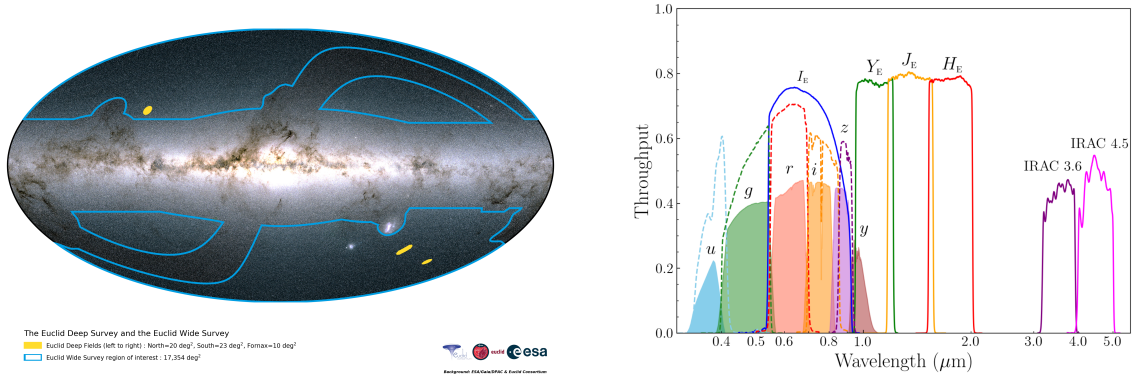 The Euclid Deep Survey and the Euclid Wide Survey
Euclid Deep Fields (left to right) : North=20 deg², South=23 deg², Fornax=10 deg²
Euclid Wide Survey region of interest : 17,354 deg²
euclid
esa
Background: ESA/Gaia/DPAC & Euclid Consortium
1.0
0.8
0.6
0.4
0.2
0.0
Throughput
u
g
r
i
z
y
I_E
Y_E
J_E
H_E
IRAC 3.6
IRAC 4.5
0.4 0.5 0.6 0.8 1.0 2.0 3.0 4.0 5.0
Wavelength (μm)